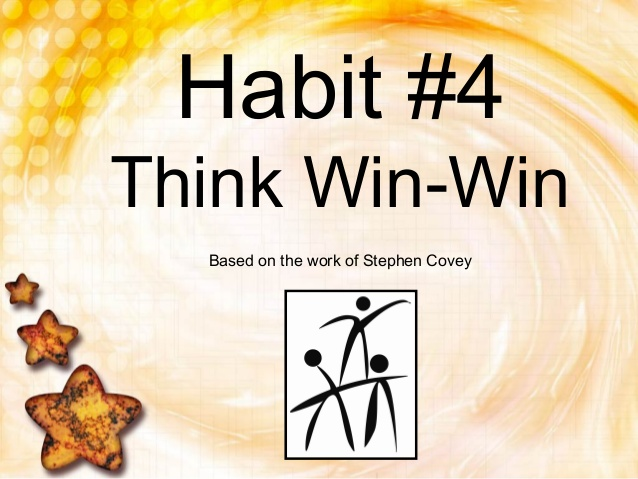 Habit #4
Think Win-Win
Based on the work of Stephen Covey